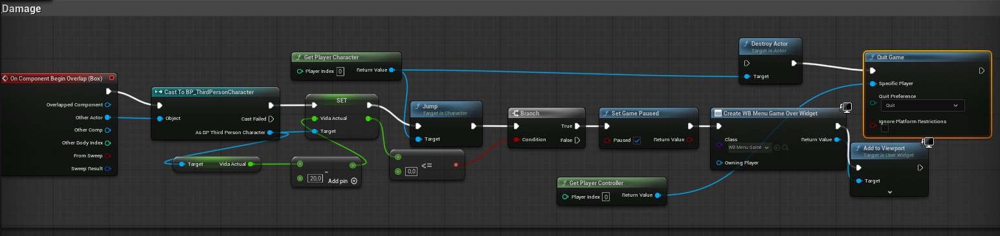 Damage
On Component Begin Overlap (Box)
Overlapped Component
Other Actor
Other Comp
Other Body Index
From Sweep
Sweep Result
Cast To BP_ThirdPersonCharacter
Object
Cast Failed
As BP Third Person Character
Target
Vida Actual
Get Player Character
Player Index
0
Return Value
SET
Vida Actual
Target
-
20,0
Add pin
Jump
Target is Character
Target
0,0
<=
Branch
Condition
True
False
Set Game Paused
Paused
Return Value
Get Player Controller
Player Index
0
Return Value
Create WB Menu Game Over Widget
Class
WB Menu Game
Owning Player
Return Value
Destroy Actor
Target is Actor
Target
Quit Game
Specific Player
Quit Preference
Quit
Ignore Platform Restrictions
Add to Viewport
Target is User Widget
Target